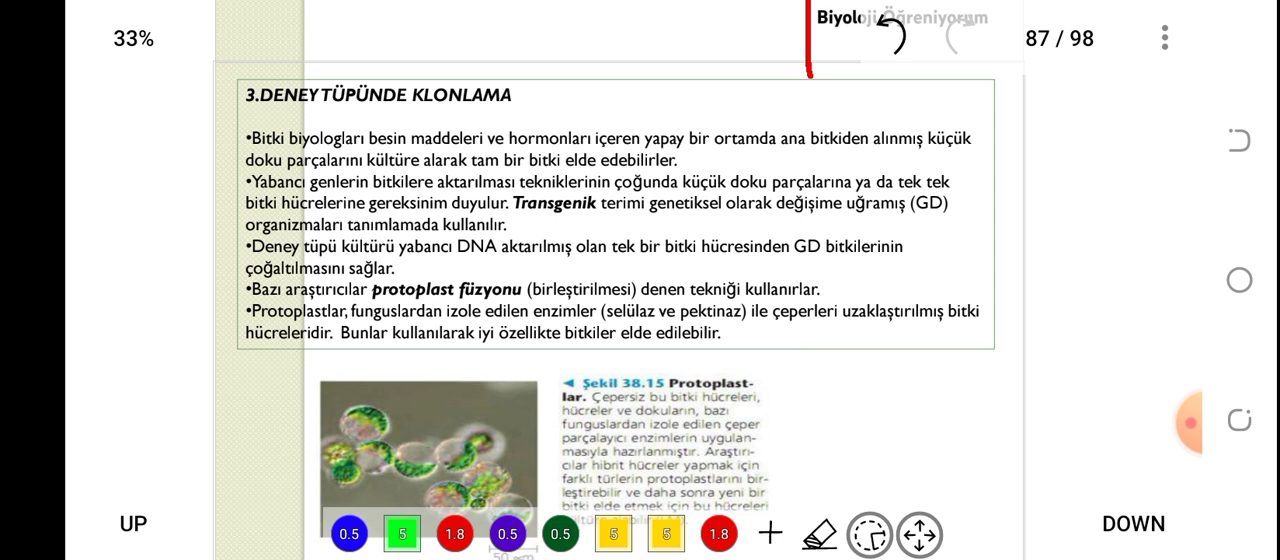 Biyoloji Öğreniyorum
33%
87 / 98
3.DENEY TÜPÜNDE KLONLAMA
•Bitki biyologları besin maddeleri ve hormonları içeren yapay bir ortamda ana bitkiden alınmış küçük
doku parçalarını kültüre alarak tam bir bitki elde edebilirler.
•Yabancı genlerin bitkilere aktarılması tekniklerinin çoğunda küçük doku parçalarına ya da tek tek
bitki hücrelerine gereksinim duyulur. Transgenik terimi genetiksel olarak değişime uğramış (GD)
organizmaları tanımlamada kullanılır.
•Deney tüpü kültürü yabancı DNA aktarılmış olan tek bir bitki hücresinden GD bitkilerinin
çoğaltılmasını sağlar.
•Bazı araştırıcılar protoplast füzyonu (birleştirilmesi) denen tekniği kullanırlar.
•Protoplastlar, funguslardan izole edilen enzimler (selülaz ve pektinaz) ile çeperleri uzaklaştırılmış bitki
hücreleridir. Bunlar kullanılarak iyi özellikte bitkiler elde edilebilir.
◄ Şekil 38.15 Protoplast-
lar. Çepersiz bu bitki hücreleri,
hücreler ve dokuların, bazı
funguslardan izole edilen çeper
parçalayıcı enzimlerin uygulan-
masıyla hazırlanmıştır. Araştırı-
cılar hibrit hücreler yapmak için
farklı türlerin protoplastlarını bir-
leştirebilir ve daha sonra yeni bir
bitki elde etmek için bu hücreleri
UP
0.5 5 1.8 0.5 0.5 5 5 1.8
DOWN
50